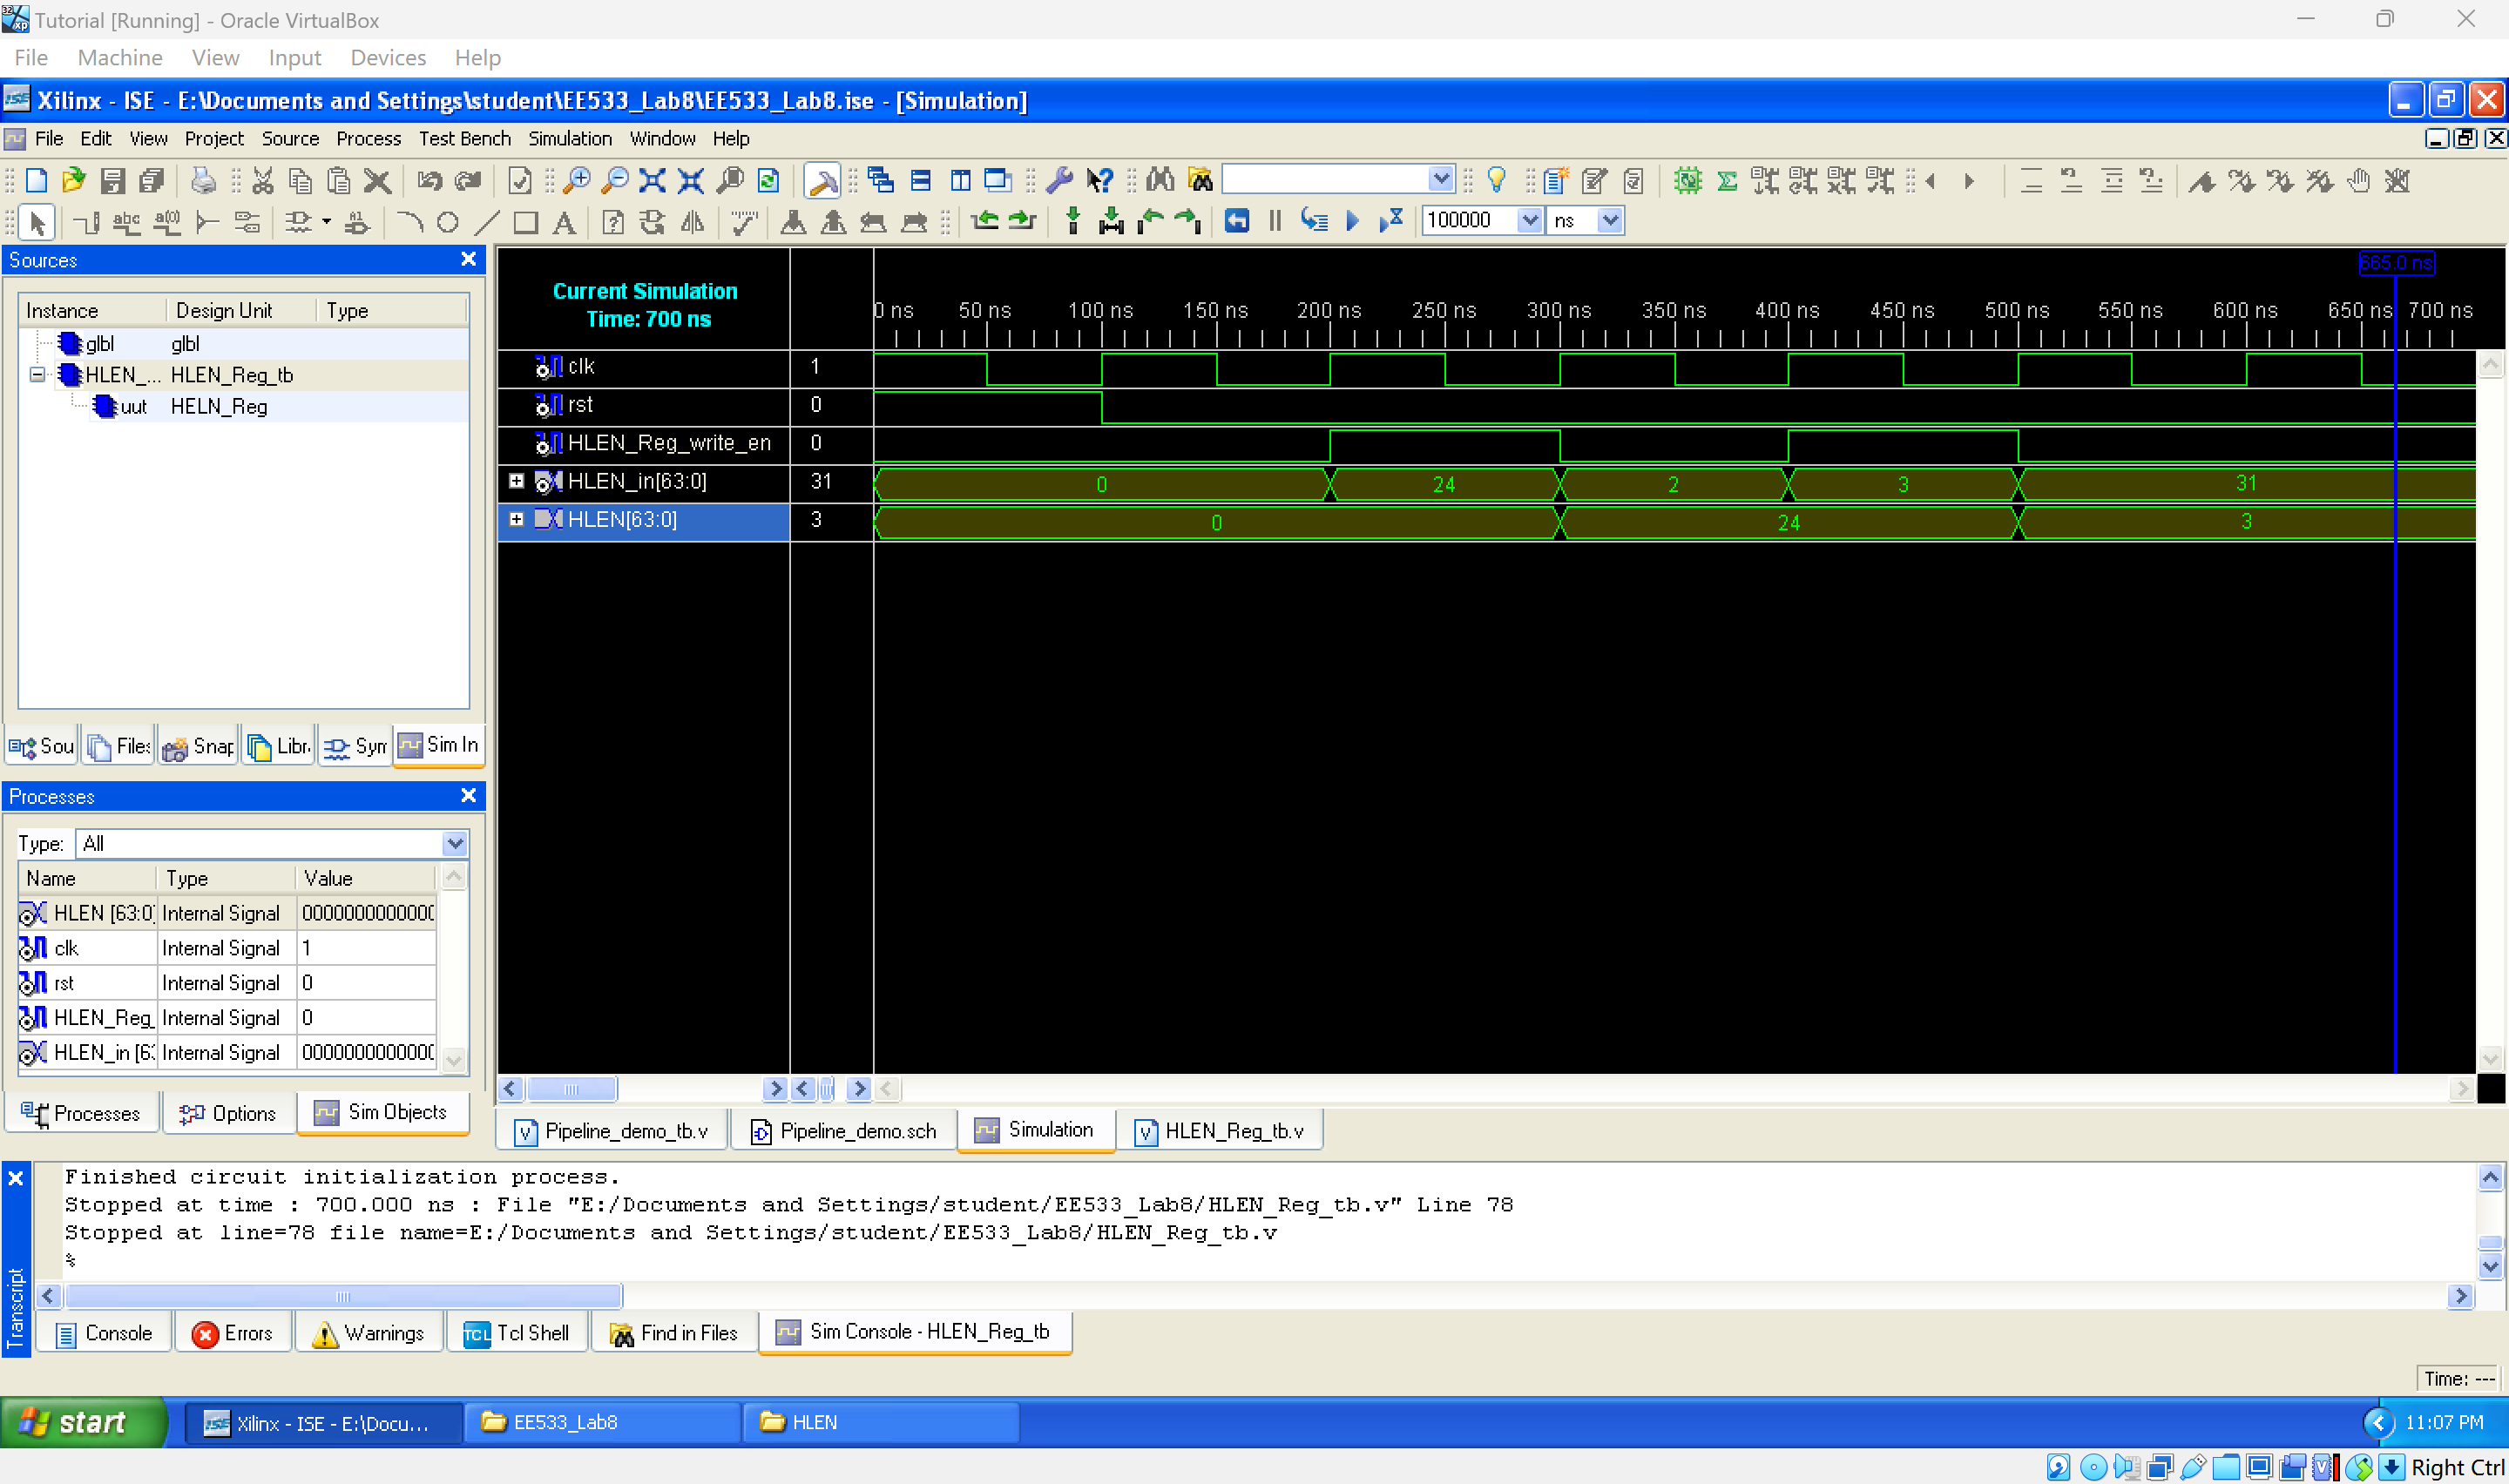 Tutorial [Running] - Oracle VirtualBox
File Machine View Input Devices Help
Xilinx - ISE - E:\Documents and Settings\student\EE533_Lab8\EE533_Lab8.ise - [Simulation]
File Edit View Project Source Process Test Bench Simulation Window Help
100000 ns
Sources
Instance Design Unit Type
glbl glbl
HLEN_... HLEN_Reg_tb
uut HELN_Reg
Sou Files Snap Libr. Sym Sim In
Processes
Type: All
Name Type Value
HLEN [63:0] Internal Signal 0000000000000
clk Internal Signal 1
rst Internal Signal 0
HLEN_Reg_ Internal Signal 0
HLEN_in [63 Internal Signal 0000000000000
Processes Options Sim Objects
665.0 ns
Current Simulation
Time: 700 ns
0 ns 50 ns 100 ns 150 ns 200 ns 250 ns 300 ns 350 ns 400 ns 450 ns 500 ns 550 ns 600 ns 650 ns 700 ns
clk 1
rst 0
HLEN_Reg_write_en 0
HLEN_in[63:0] 31 0 24 2 3 31
HLEN[63:0] 3 0 24 3
Pipeline_demo_tb.v Pipeline_demo.sch Simulation HLEN_Reg_tb.v
Transcript
Finished circuit initialization process.
Stopped at time : 700.000 ns : File "E:/Documents and Settings/student/EE533_Lab8/HLEN_Reg_tb.v" Line 78
Stopped at line=78 file name=E:/Documents and Settings/student/EE533_Lab8/HLEN_Reg_tb.v
%
Console Errors Warnings Tcl Shell Find in Files Sim Console - HLEN_Reg_tb
Time: ---
start Xilinx - ISE - E:\Docu... EE533_Lab8 HLEN 11:07 PM
Right Ctrl